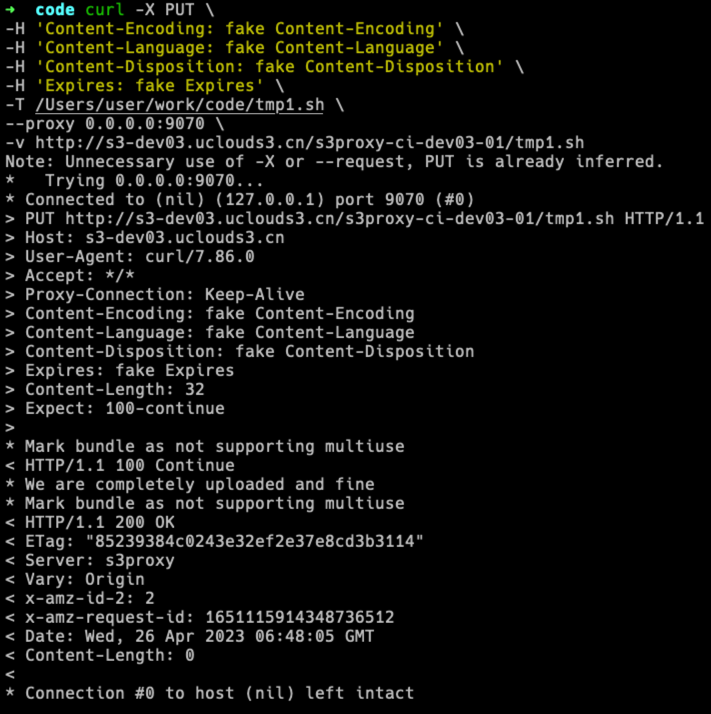 ➜  code curl -X PUT \
-H 'Content-Encoding: fake Content-Encoding' \
-H 'Content-Language: fake Content-Language' \
-H 'Content-Disposition: fake Content-Disposition' \
-H 'Expires: fake Expires' \
-T /Users/user/work/code/tmp1.sh \
--proxy 0.0.0.0:9070 \
-v http://s3-dev03.uclouds3.cn/s3proxy-ci-dev03-01/tmp1.sh
Note: Unnecessary use of -X or --request, PUT is already inferred.
*   Trying 0.0.0.0:9070...
* Connected to (nil) (127.0.0.1) port 9070 (#0)
> PUT http://s3-dev03.uclouds3.cn/s3proxy-ci-dev03-01/tmp1.sh HTTP/1.1
> Host: s3-dev03.uclouds3.cn
> User-Agent: curl/7.86.0
> Accept: */*
> Proxy-Connection: Keep-Alive
> Content-Encoding: fake Content-Encoding
> Content-Language: fake Content-Language
> Content-Disposition: fake Content-Disposition
> Expires: fake Expires
> Content-Length: 32
> Expect: 100-continue
>
* Mark bundle as not supporting multiuse
< HTTP/1.1 100 Continue
* We are completely uploaded and fine
* Mark bundle as not supporting multiuse
< HTTP/1.1 200 OK
< ETag: "85239384c0243e32ef2e37e8cd3b3114"
< Server: s3proxy
< Vary: Origin
< x-amz-id-2: 2
< x-amz-request-id: 1651115914348736512
< Date: Wed, 26 Apr 2023 06:48:05 GMT
< Content-Length: 0
<
* Connection #0 to host (nil) left intact